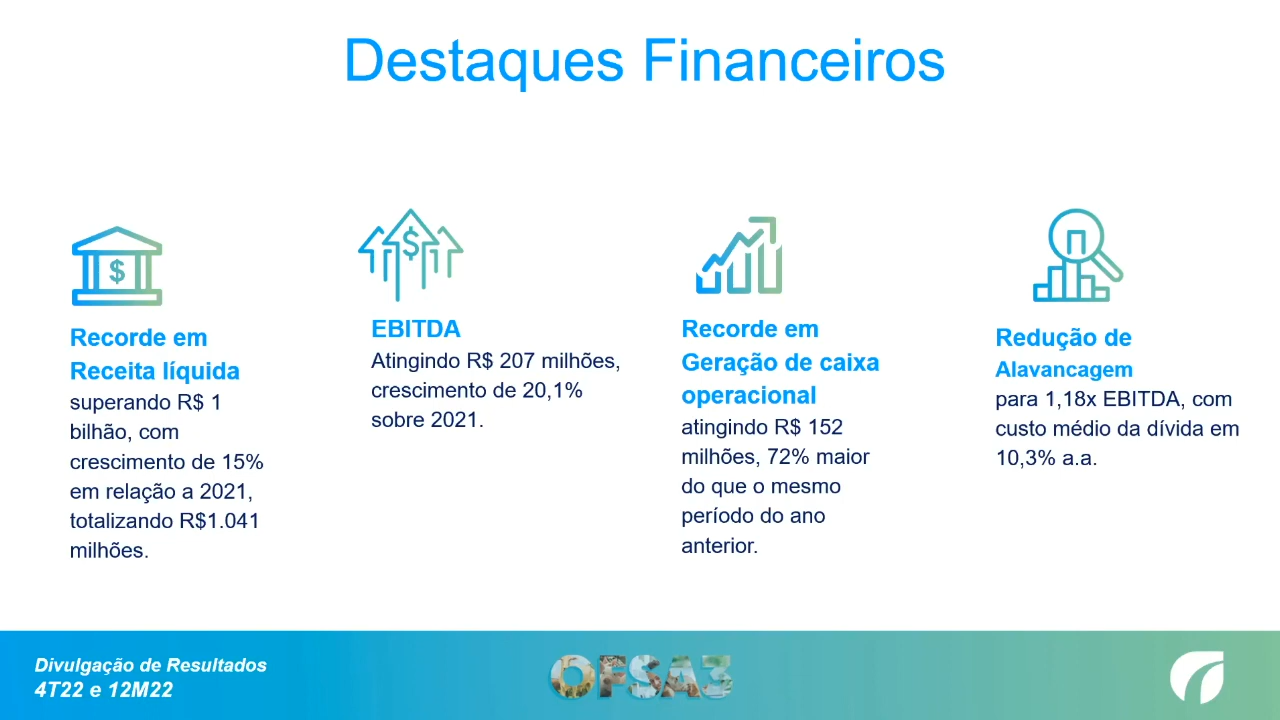 Destaques Financeiros
$
Recorde em
Receita líquida
superando R$ 1
bilhão, com
crescimento de 15%
em relação a 2021,
totalizando R$1.041
milhões.
$
EBITDA
Atingindo R$ 207 milhões,
crescimento de 20,1%
sobre 2021.
Recorde em
Geração de caixa
operacional
atingindo R$ 152
milhões, 72% maior
do que o mesmo
período do ano
anterior.
Redução de
Alavancagem
para 1,18x EBITDA, com
custo médio da dívida em
10,3% a.a.
Divulgação de Resultados
4T22 e 12M22
OFSA3